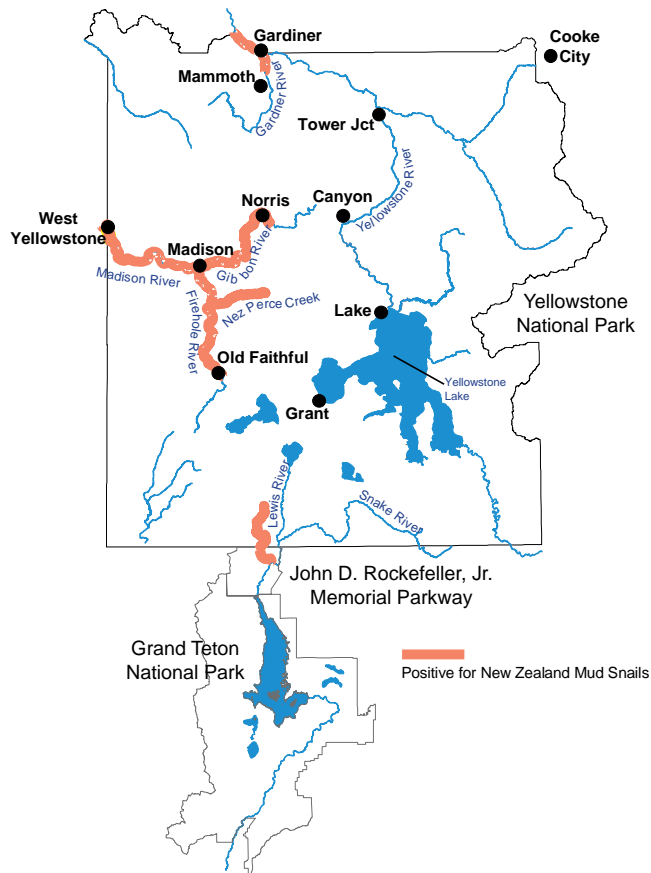 Gardiner
Cooke
City
Mammoth
Gardner River
Tower Jct
Yellowstone River
Norris
Canyon
West
Yellowstone
Madison
Gibbon River
Madison River
Firehole River
Nez Perce Creek
Lake
Yellowstone
National Park
Old Faithful
Yellowstone
Lake
Grant
Lewis River
Snake River
John D. Rockefeller, Jr.
Memorial Parkway
Grand Teton
National Park
Positive for New Zealand Mud Snails